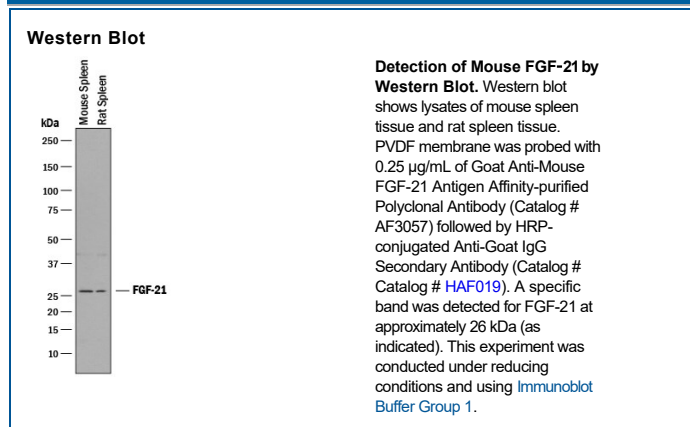 Western Blot
Mouse Spleen
Rat Spleen
kDa
250
150
100
75
50
37
25
20
15
10
FGF-21
Detection of Mouse FGF-21 by
Western Blot. Western blot
shows lysates of mouse spleen
tissue and rat spleen tissue.
PVDF membrane was probed with
0.25 µg/mL of Goat Anti-Mouse
FGF-21 Antigen Affinity-purified
Polyclonal Antibody (Catalog #
AF3057) followed by HRP-
conjugated Anti-Goat IgG
Secondary Antibody (Catalog #
Catalog # HAF019). A specific
band was detected for FGF-21 at
approximately 26 kDa (as
indicated). This experiment was
conducted under reducing
conditions and using Immunoblot
Buffer Group 1.